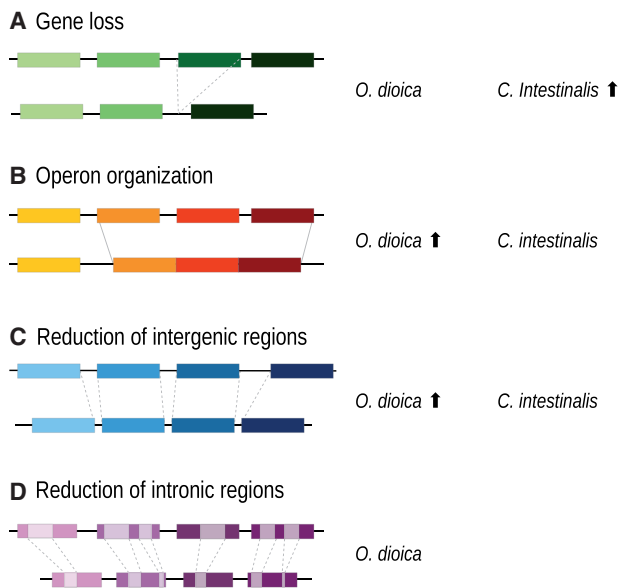 A Gene loss
O. dioica C. Intestinalis ⬆
B Operon organization
O. dioica ⬆ C. intestinalis
C Reduction of intergenic regions
O. dioica ⬆ C. intestinalis
D Reduction of intronic regions
O. dioica